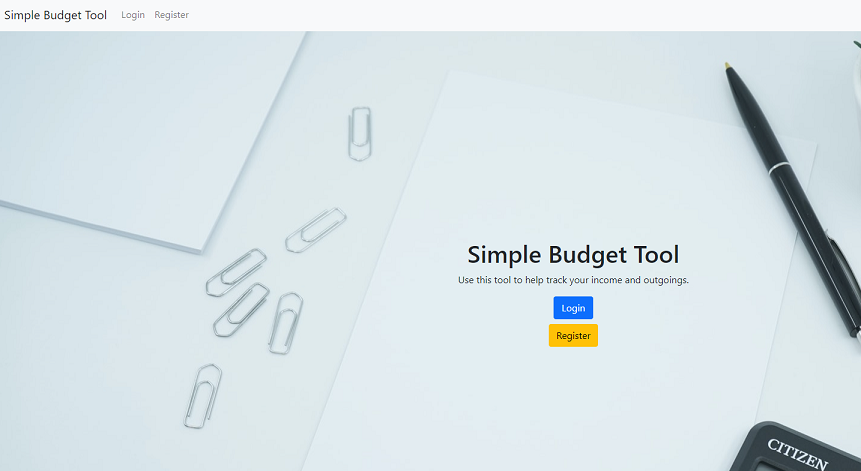 Simple Budget Tool Login Register
Simple Budget Tool
Use this tool to help track your income and outgoings.
Login
Register
CITIZEN